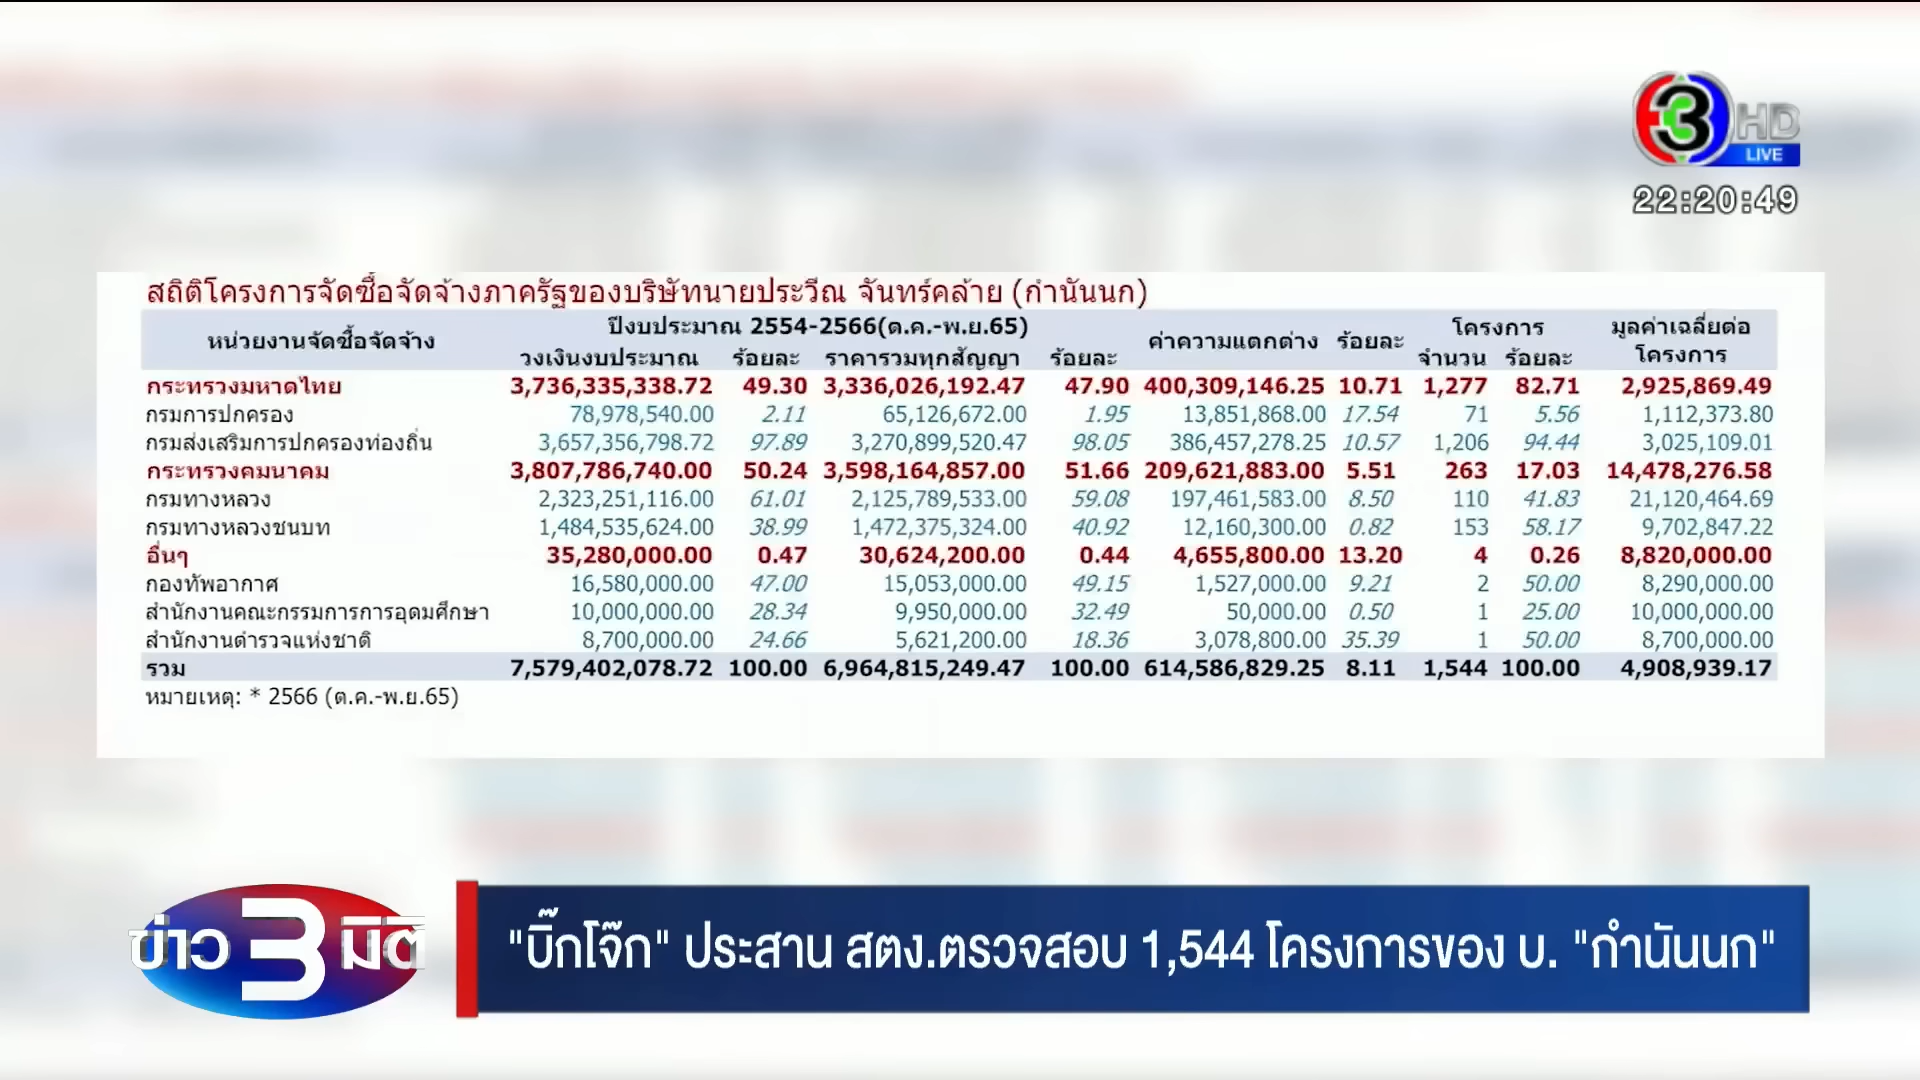 3 HD
LIVE
22:20:49
สถิติโครงการจัดซื้อจัดจ้างภาครัฐของบริษัทนายประวีณ จันทร์คล้าย (กำนันนก)
หน่วยงานจัดซื้อจัดจ้าง ปีงบประมาณ 2554-2566(ต.ค.-พ.ย.65) ค่าความแตกต่าง ร้อยละ โครงการ มูลค่าเฉลี่ยต่อโครงการ
วงเงินงบประมาณ ร้อยละ ราคารวมทุกสัญญา ร้อยละ จำนวน ร้อยละ
กระทรวงมหาดไทย 3,736,335,338.72 49.30 3,336,026,192.47 47.90 400,309,146.25 10.71 1,277 82.71 2,925,869.49
กรมการปกครอง 78,978,540.00 2.11 65,126,672.00 1.95 13,851,868.00 17.54 71 5.56 1,112,373.80
กรมส่งเสริมการปกครองท่องถิ่น 3,657,356,798.72 97.89 3,270,899,520.47 98.05 386,457,278.25 10.57 1,206 94.44 3,025,109.01
กระทรวงคมนาคม 3,807,786,740.00 50.24 3,598,164,857.00 51.66 209,621,883.00 5.51 263 17.03 14,478,276.58
กรมทางหลวง 2,323,251,116.00 61.01 2,125,789,533.00 59.08 197,461,583.00 8.50 110 41.83 21,120,464.69
กรมทางหลวงชนบท 1,484,535,624.00 38.99 1,472,375,324.00 40.92 12,160,300.00 0.82 153 58.17 9,702,847.22
อื่นๆ 35,280,000.00 0.47 30,624,200.00 0.44 4,655,800.00 13.20 4 0.26 8,820,000.00
กองทัพอากาศ 16,580,000.00 47.00 15,053,000.00 49.15 1,527,000.00 9.21 2 50.00 8,290,000.00
สำนักงานคณะกรรมการการอุดมศึกษา 10,000,000.00 28.34 9,950,000.00 32.49 50,000.00 0.50 1 25.00 10,000,000.00
สำนักงานตำรวจแห่งชาติ 8,700,000.00 24.66 5,621,200.00 18.36 3,078,800.00 35.39 1 50.00 8,700,000.00
รวม 7,579,402,078.72 100.00 6,964,815,249.47 100.00 614,586,829.25 8.11 1,544 100.00 4,908,939.17
หมายเหตุ: * 2566 (ต.ค.-พ.ย.65)
ข่าว 3 มิติ
"บิ๊กโจ๊ก" ประสาน สตง.ตรวจสอบ 1,544 โครงการของ บ. "กำนันนก"